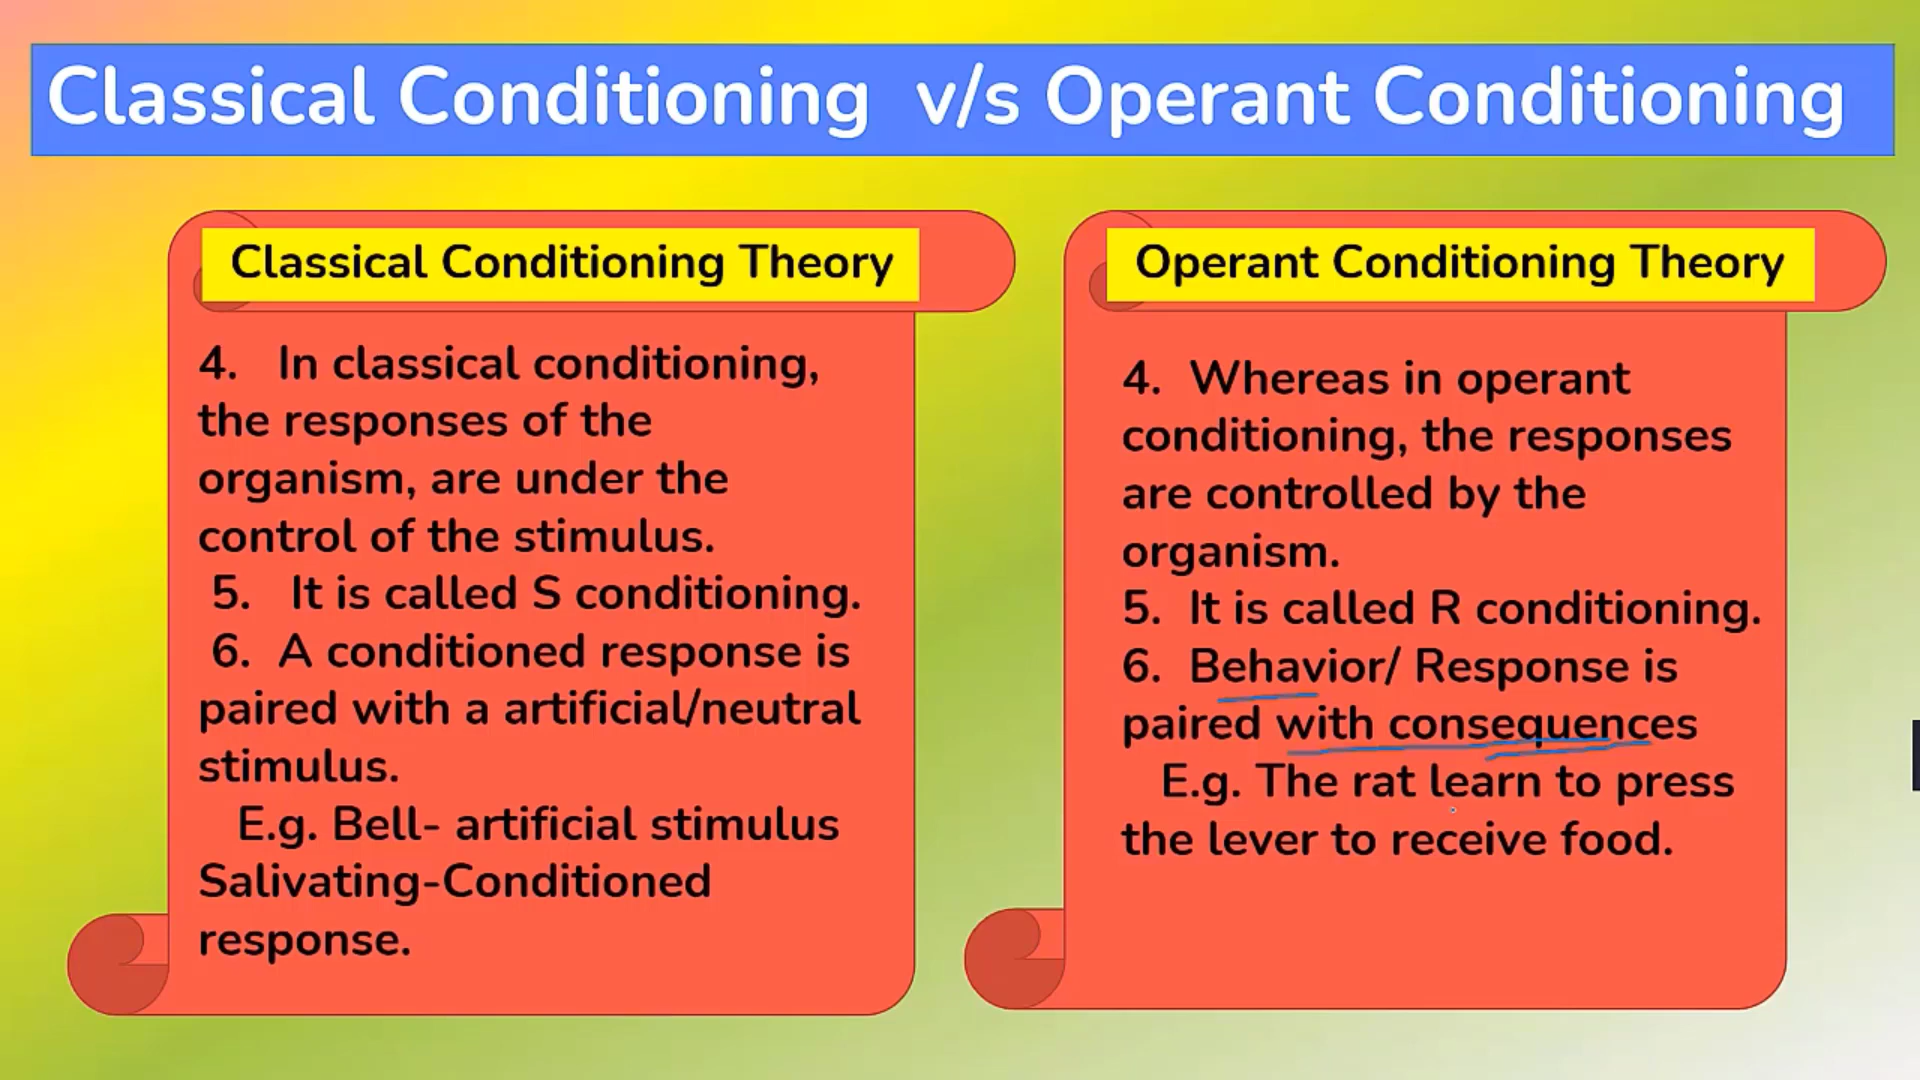 Classical Conditioning v/s Operant Conditioning
Classical Conditioning Theory
4. In classical conditioning,
the responses of the
organism, are under the
control of the stimulus.
5. It is called S conditioning.
6. A conditioned response is
paired with a artificial/neutral
stimulus.
E.g. Bell- artificial stimulus
Salivating-Conditioned
response.
Operant Conditioning Theory
4. Whereas in operant
conditioning, the responses
are controlled by the
organism.
5. It is called R conditioning.
6. Behavior/ Response is
paired with consequences
E.g. The rat learn to press
the lever to receive food.